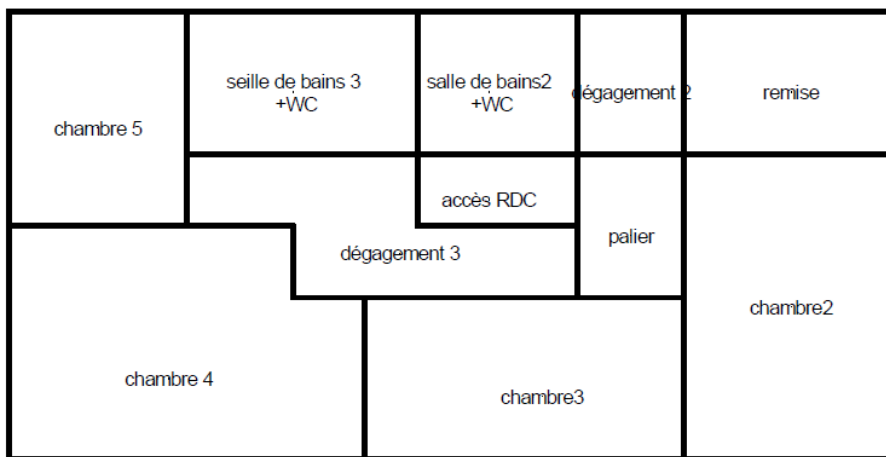 seille de bains 3
+WC
salle de bains2
+WC
dégagement 2
remise
chambre 5
accès RDC
palier
dégagement 3
chambre2
chambre 4
chambre3